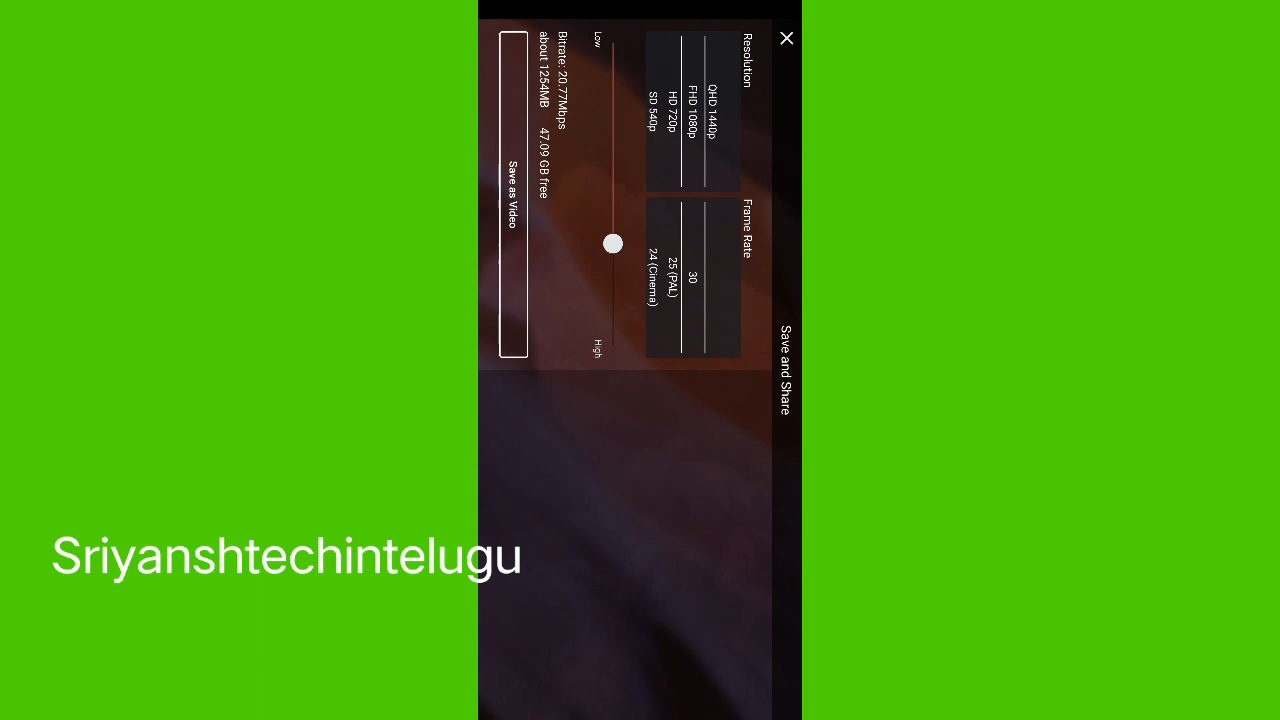 Save and Share
Resolution
Frame Rate
QHD 1440p
FHD 1080p
HD 720p
SD 540p
30
25 (PAL)
24 (Cinema)
Low
High
Bitrate: 20.77Mbps
about 1254MB 47.09 GB free
Save as Video
Sriyanshtechintelugu